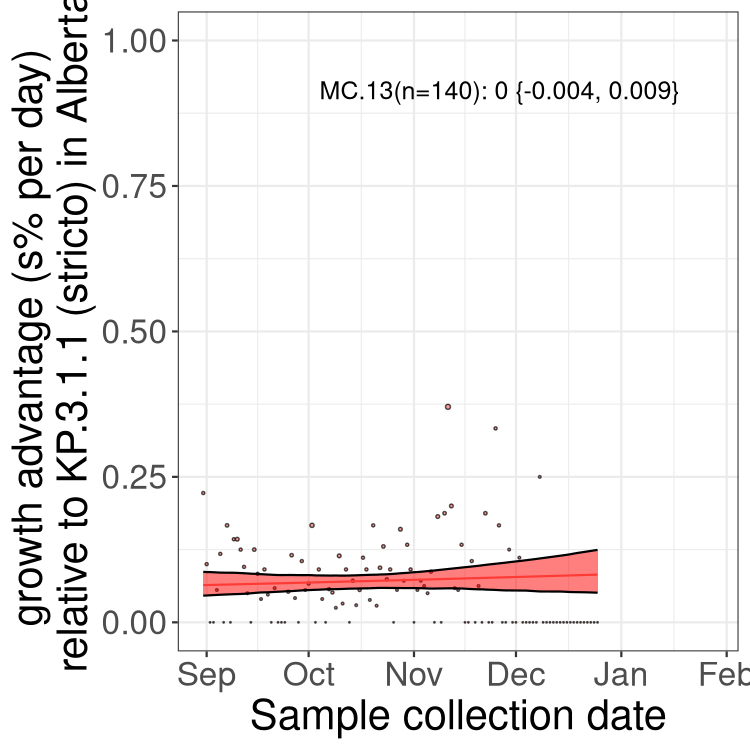 growth advantage (s% per day)
relative to KP.3.1.1 (stricto) in Alberta
1.00
0.75
0.50
0.25
0.00
MC.13(n=140): 0 {-0.004, 0.009}
Sep Oct Nov Dec Jan Feb
Sample collection date